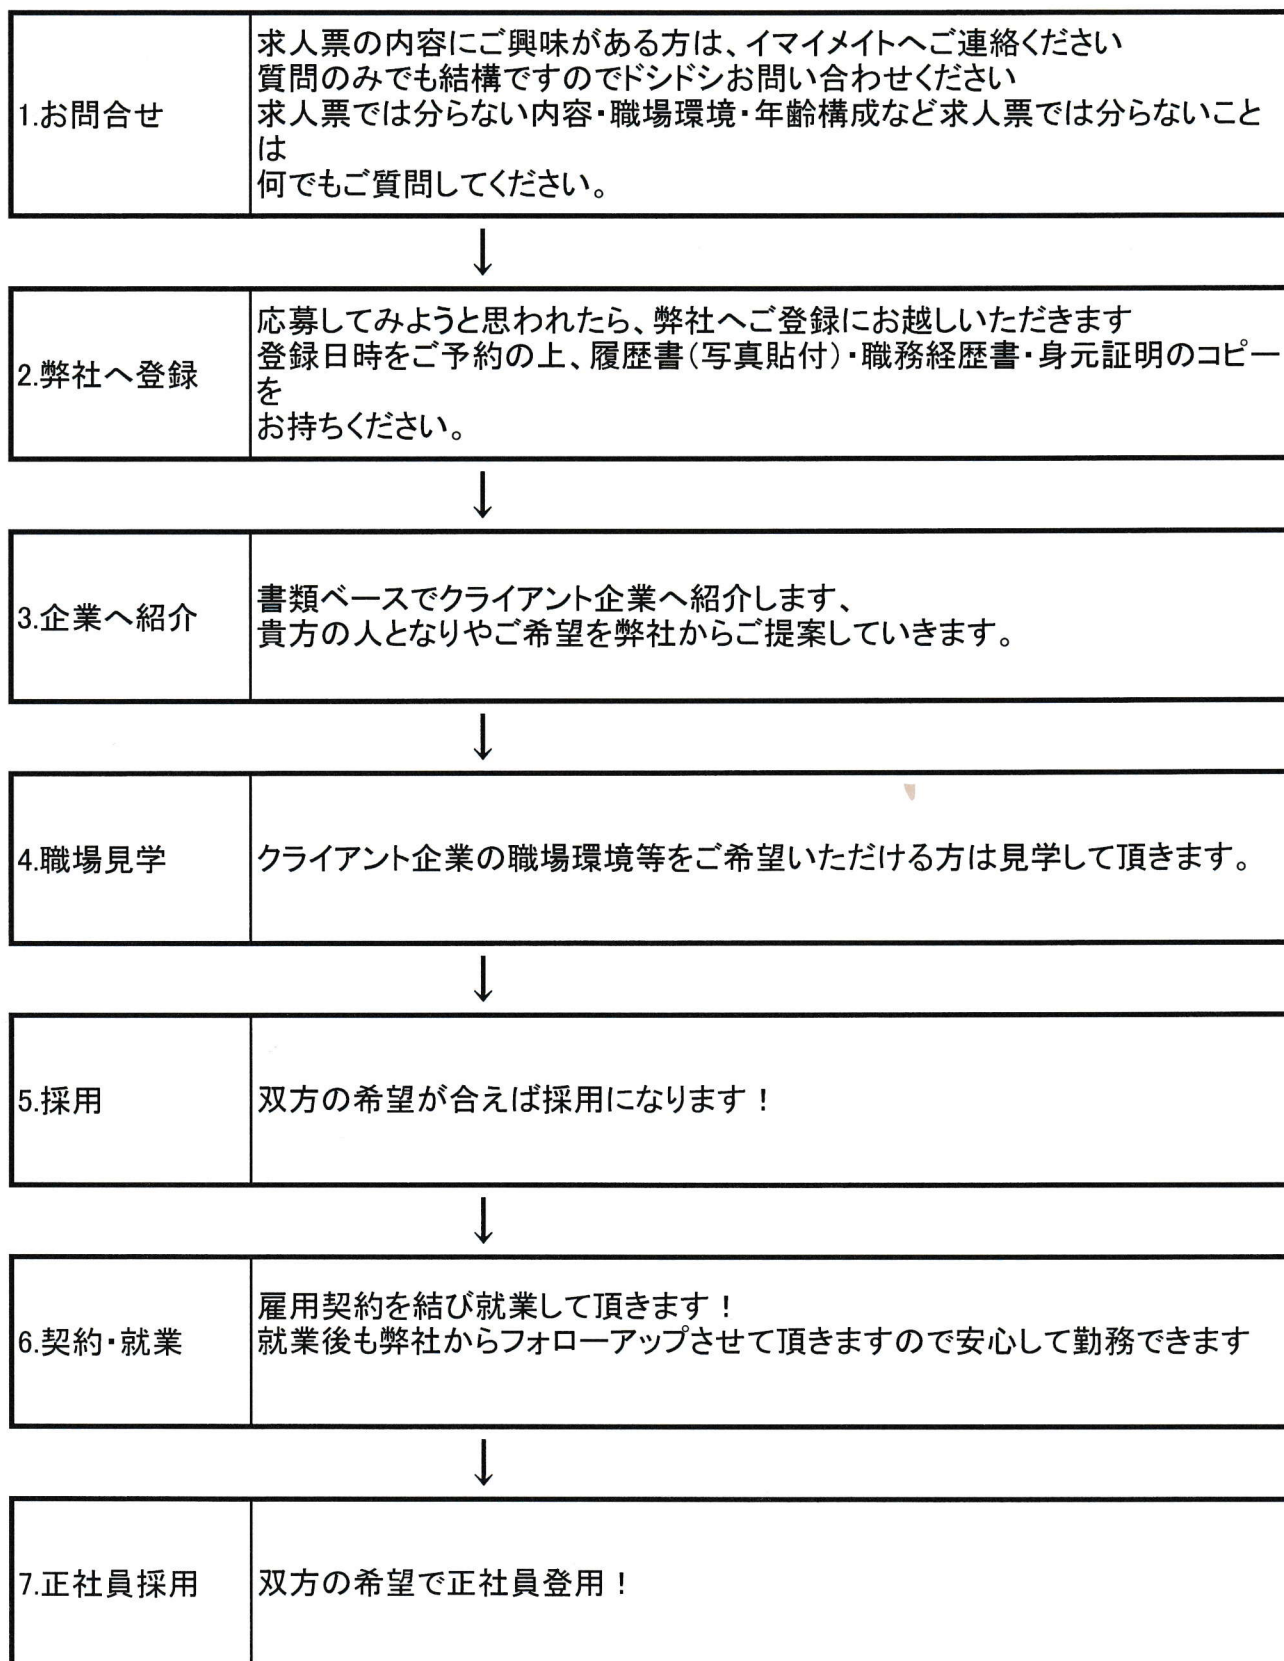 1.お問合せ
求人票の内容にご興味がある方は、イマイメイトへご連絡ください
質問のみでも結構ですのでドシドシお問い合わせください
求人票では分らない内容・職場環境・年齢構成など求人票では分らないこと
は
何でもご質問してください。
↓
2.弊社へ登録
応募してみようと思われたら、弊社へご登録にお越しいただきます
登録日時をご予約の上、履歴書(写真貼付)・職務経歴書・身元証明のコピー
を
お持ちください。
↓
3.企業へ紹介
書類ベースでクライアント企業へ紹介します、
貴方の人となりやご希望を弊社からご提案していきます。
↓
4.職場見学
クライアント企業の職場環境等をご希望いただける方は見学して頂きます。
↓
5.採用
双方の希望が合えば採用になります！
↓
6.契約・就業
雇用契約を結び就業して頂きます！
就業後も弊社からフォローアップさせて頂きますので安心して勤務できます
↓
7.正社員採用
双方の希望で正社員登用！